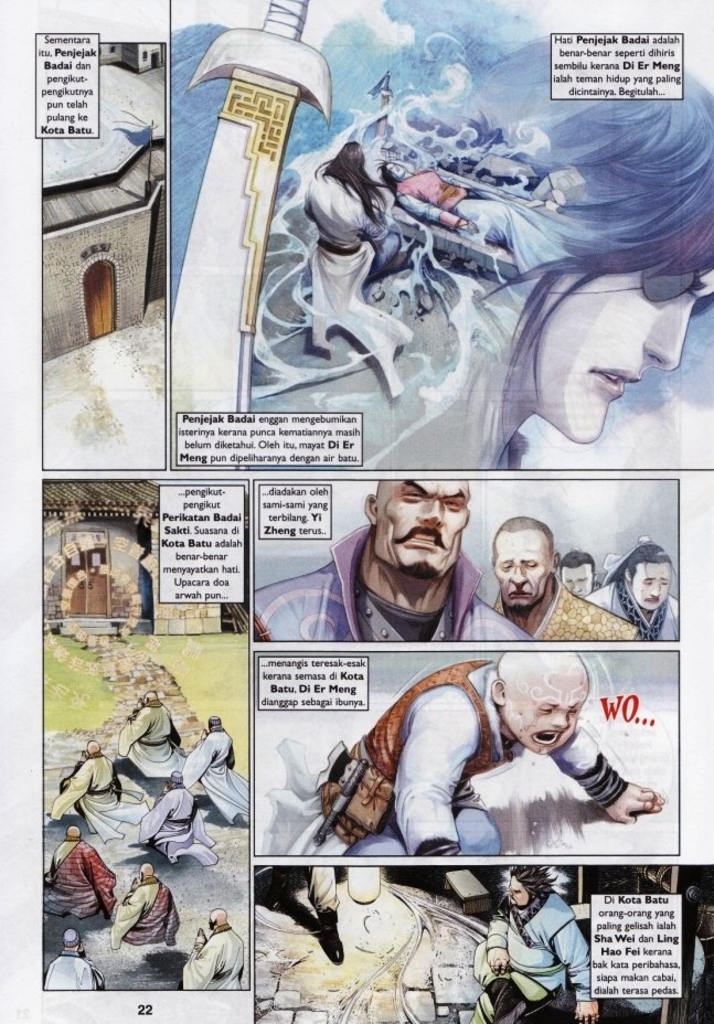 Sementara
itu, Penjejak
Badai dan
pengikut-
pengikutnya
pun telah
pulang ke
Kota Batu.
Hati Penjejak Badai adalah
benar-benar seperti dihiris
sembilu kerana Di Er Meng
ialah teman hidup yang paling
dicintainya. Begitulah...
Penjejak Badai enggan mengebumikan
isterinya kerana punca kematiannya masih
belum diketahui. Oleh itu, mayat Di Er
Meng pun dipeliharanya dengan air batu.
...pengikut-
pengikut
Perikatan Badai
Sakti. Suasana di
Kota Batu adalah
benar-benar
menyayatkan hati.
Upacara doa
arwah pun...
...diadakan oleh
sami-sami yang
terbilang. Yi
Zheng terus..
...menangis teresak-esak
kerana semasa di Kota
Batu, Di Er Meng
dianggap sebagai ibunya.
WO...
Di Kota Batu
orang-orang yang
paling gelisah ialah
Sha Wei dan Ling
Hao Fei kerana
bak kata peribahasa,
siapa makan cabai,
dialah terasa pedas.
22